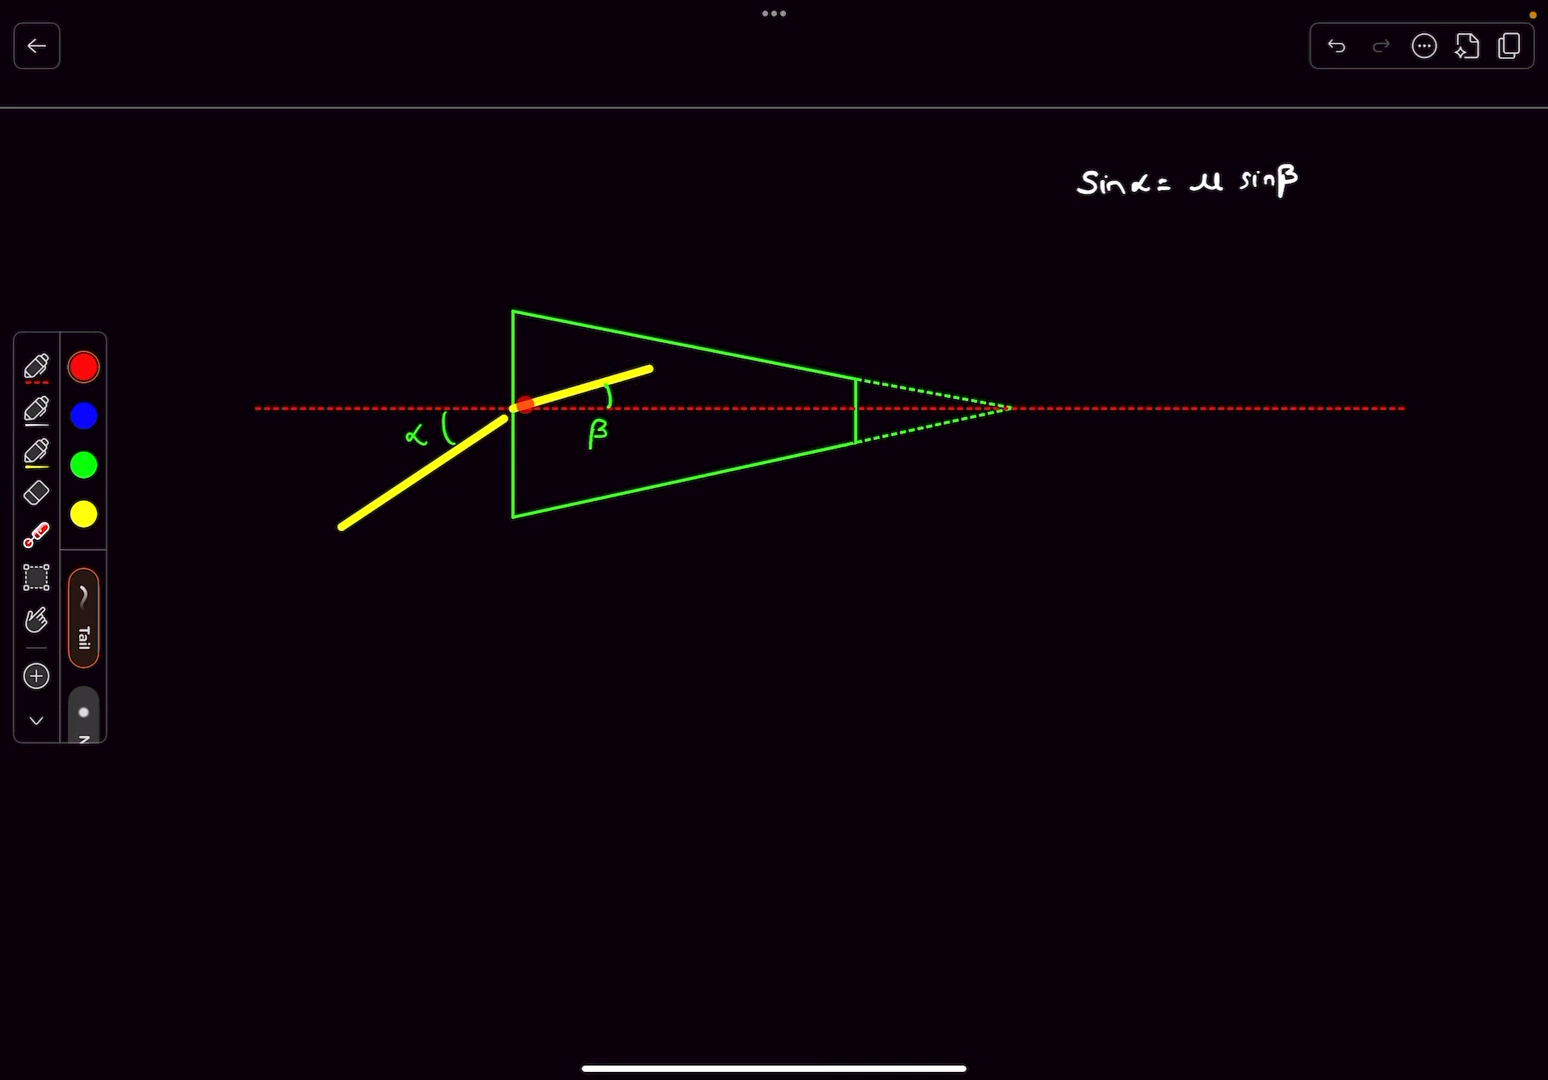 Sinα = μ sinβ
α
β
Tail